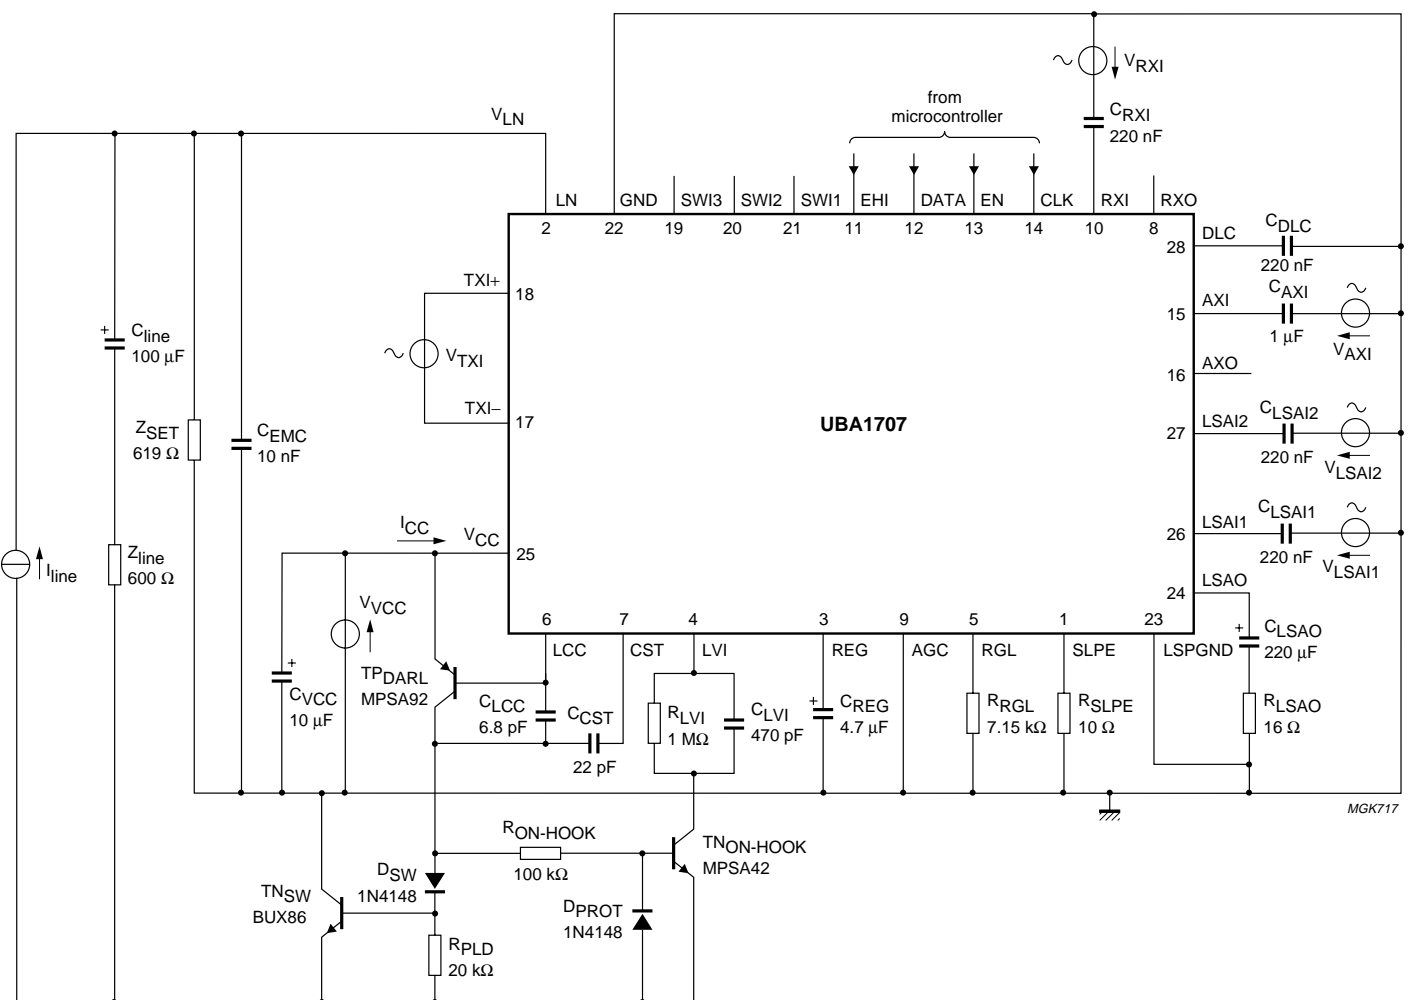 VRXI
from
microcontroller
CRXI
220 nF
VLN
LN
GND
SWI3
SWI2
SWI1
EHI
DATA
EN
CLK
RXI
RXO
2
22
19
20
21
11
12
13
14
10
8
28
DLC
CDLC
220 nF
TXI+
18
15
AXI
CAXI
1 μF
VAXI
Cline
100 μF
+
VTXI
16
AXO
TXI−
17
UBA1707
27
LSAI2
CLSAI2
220 nF
VLSAI2
ZSET
619 Ω
CEMC
10 nF
ICC
VCC
25
26
LSAI1
CLSAI1
220 nF
VLSAI1
Iline
Zline
600 Ω
24
LSAO
VVCC
6
7
4
3
9
5
1
23
LCC
CST
LVI
REG
AGC
RGL
SLPE
LSPGND
+
CLSAO
220 μF
+
CVCC
10 μF
TPDARL
MPSA92
CLCC
6.8 pF
CCST
22 pF
RLVI
1 MΩ
CLVI
470 pF
+
CREG
4.7 μF
RRGL
7.15 kΩ
RSLPE
10 Ω
RLSAO
16 Ω
MGK717
RON-HOOK
100 kΩ
TNON-HOOK
MPSA42
DSW
1N4148
TNSW
BUX86
DPROT
1N4148
RPLD
20 kΩ